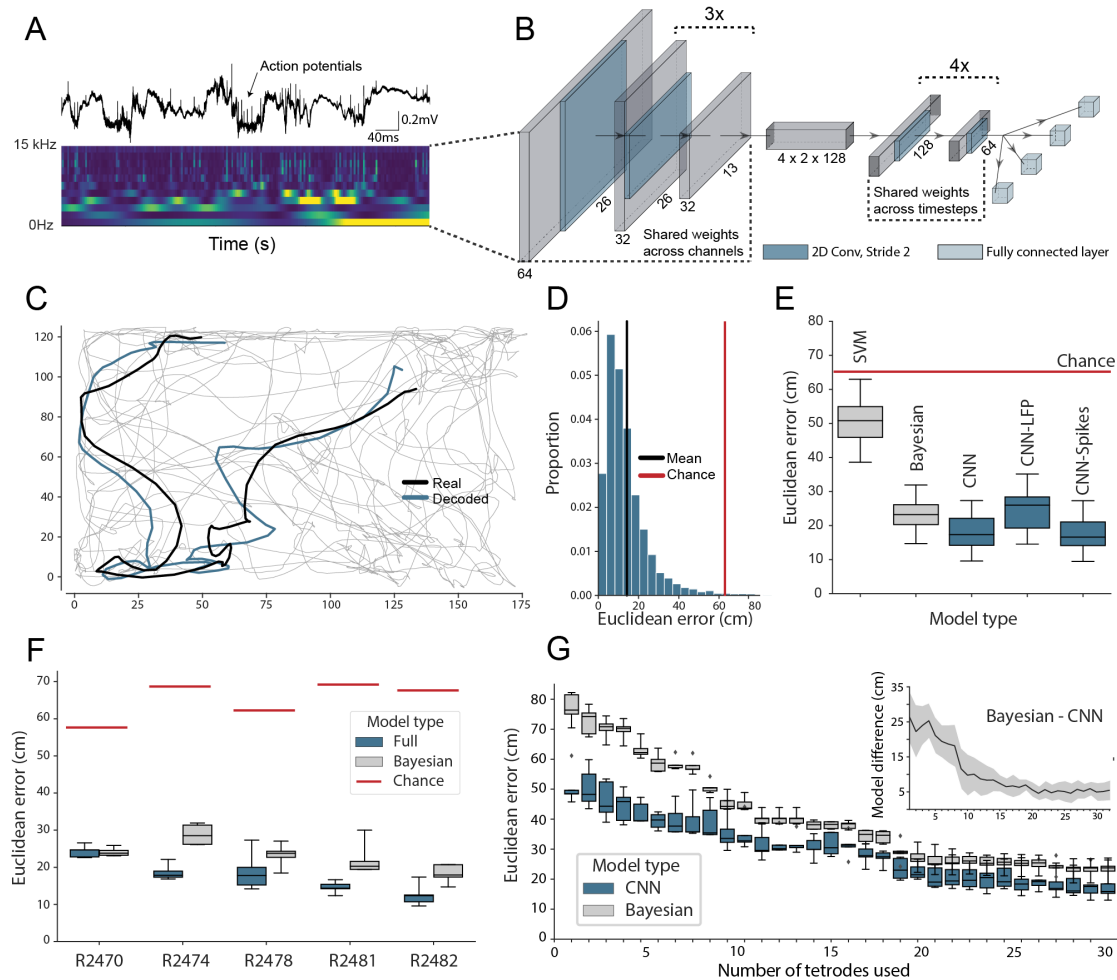 A
Action potentials
0.2mV
40ms
15 kHz
0Hz
Time (s)
B
3x
4x
64
26
32
26
32
13
4 x 2 x 128
128
64
Shared weights
across channels
Shared weights
across timesteps
2D Conv, Stride 2
Fully connected layer
C
120
100
80
60
40
20
0
0
25
50
75
100
125
150
175
Real
Decoded
D
Proportion
0.06
0.05
0.04
0.03
0.02
0.01
0.00
0
20
40
60
80
Euclidean error (cm)
Mean
Chance
E
Euclidean error (cm)
80
70
60
50
40
30
20
10
0
Chance
SVM
Bayesian
CNN
CNN-LFP
CNN-Spikes
Model type
F
Euclidean error (cm)
70
60
50
40
30
20
10
0
Model type
Full
Bayesian
Chance
R2470
R2474
R2478
R2481
R2482
G
Euclidean error (cm)
80
70
60
50
40
30
20
10
0
Model type
CNN
Bayesian
0
5
10
15
20
25
30
Number of tetrodes used
Model difference (cm)
35
25
15
5
Bayesian - CNN
5
10
15
20
25
30